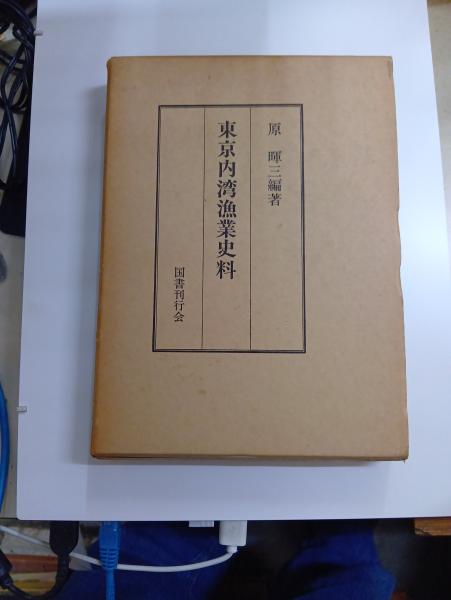 原 暉三編著
東京内湾漁業史料
国書刊行会